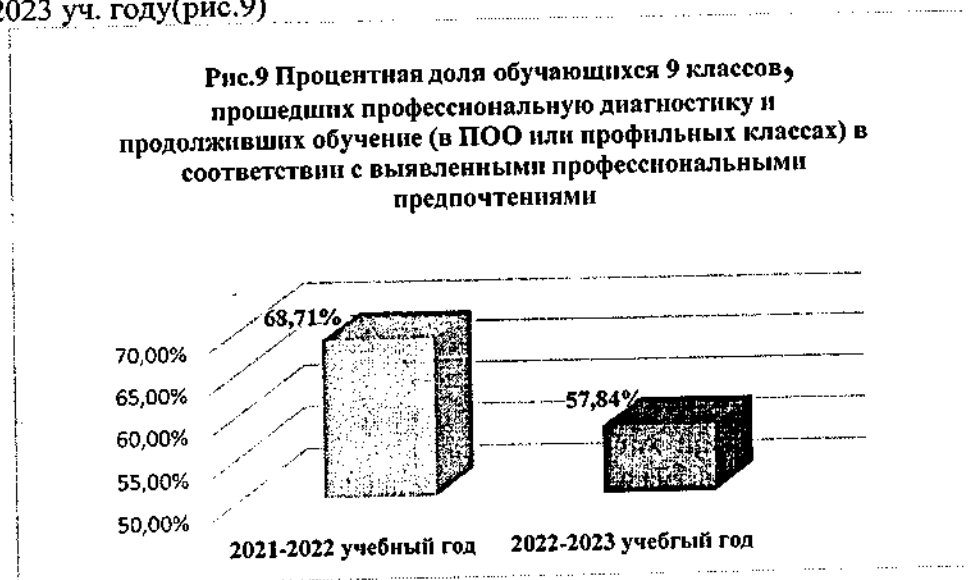 2023 уч. году(рис.9)
Рис.9 Процентная доля обучающихся 9 классов,
прошедших профессиональную диагностику и
продолживших обучение (в ПОО или профильных классах) в
соответствии с выявленными профессиональными
предпочтениями
68,71%
57,84%
70,00%
65,00%
60,00%
55,00%
50,00%
2021-2022 учебный год
2022-2023 учебгый год